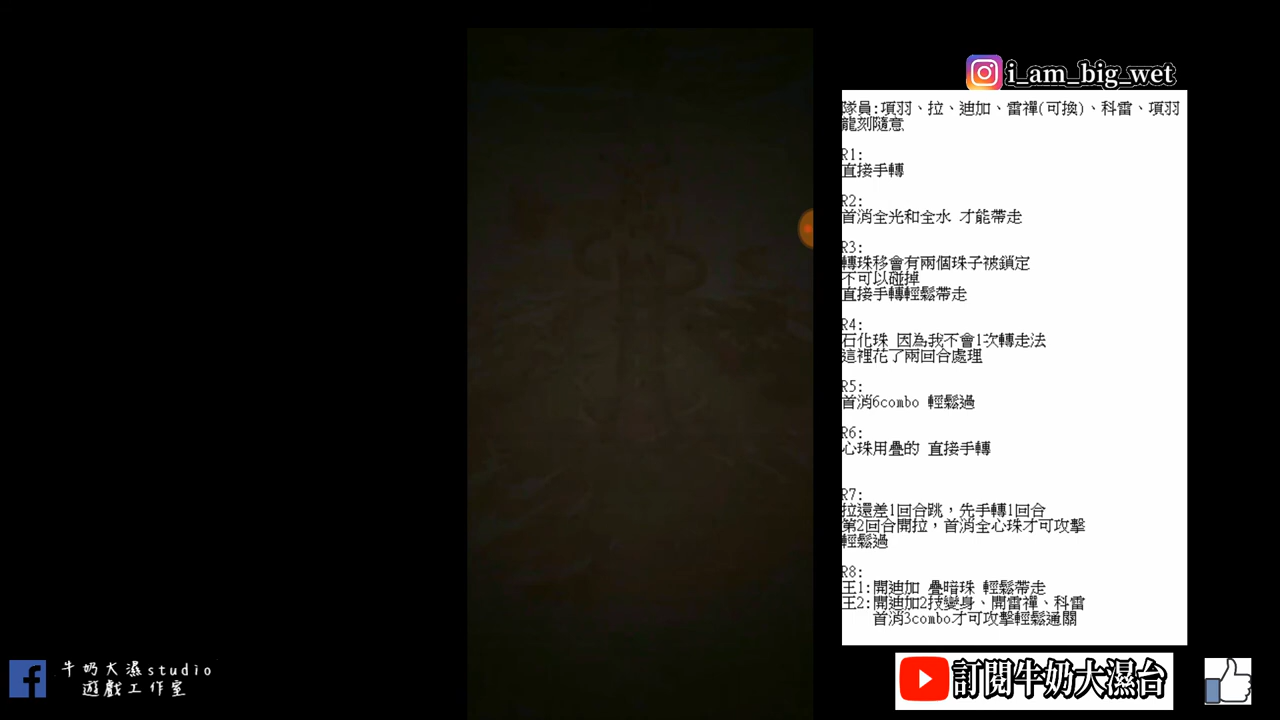 i_am_big_wet
隊員:項羽、拉、迪加、雷禪(可換)、科雷、項羽
龍刻隨意
R1:
直接手轉
R2:
首消全光和全水 才能帶走
R3:
轉珠移會有兩個珠子被鎖定
不可以碰掉
直接手轉輕鬆帶走
R4:
石化珠 因為我不會1次轉走法
這裡花了兩回合處理
R5:
首消6combo 輕鬆過
R6:
心珠用疊的 直接手轉
R7:
拉還差1回合跳，先手轉1回合
第2回合開拉，首消全心珠才可攻擊
輕鬆過
R8:
王1:開迪加 疊暗珠 輕鬆帶走
王2:開迪加2技變身、開雷禪、科雷
首消3combo才可攻擊輕鬆通關
牛奶大濕studio
遊戲工作室
訂閱牛奶大濕台